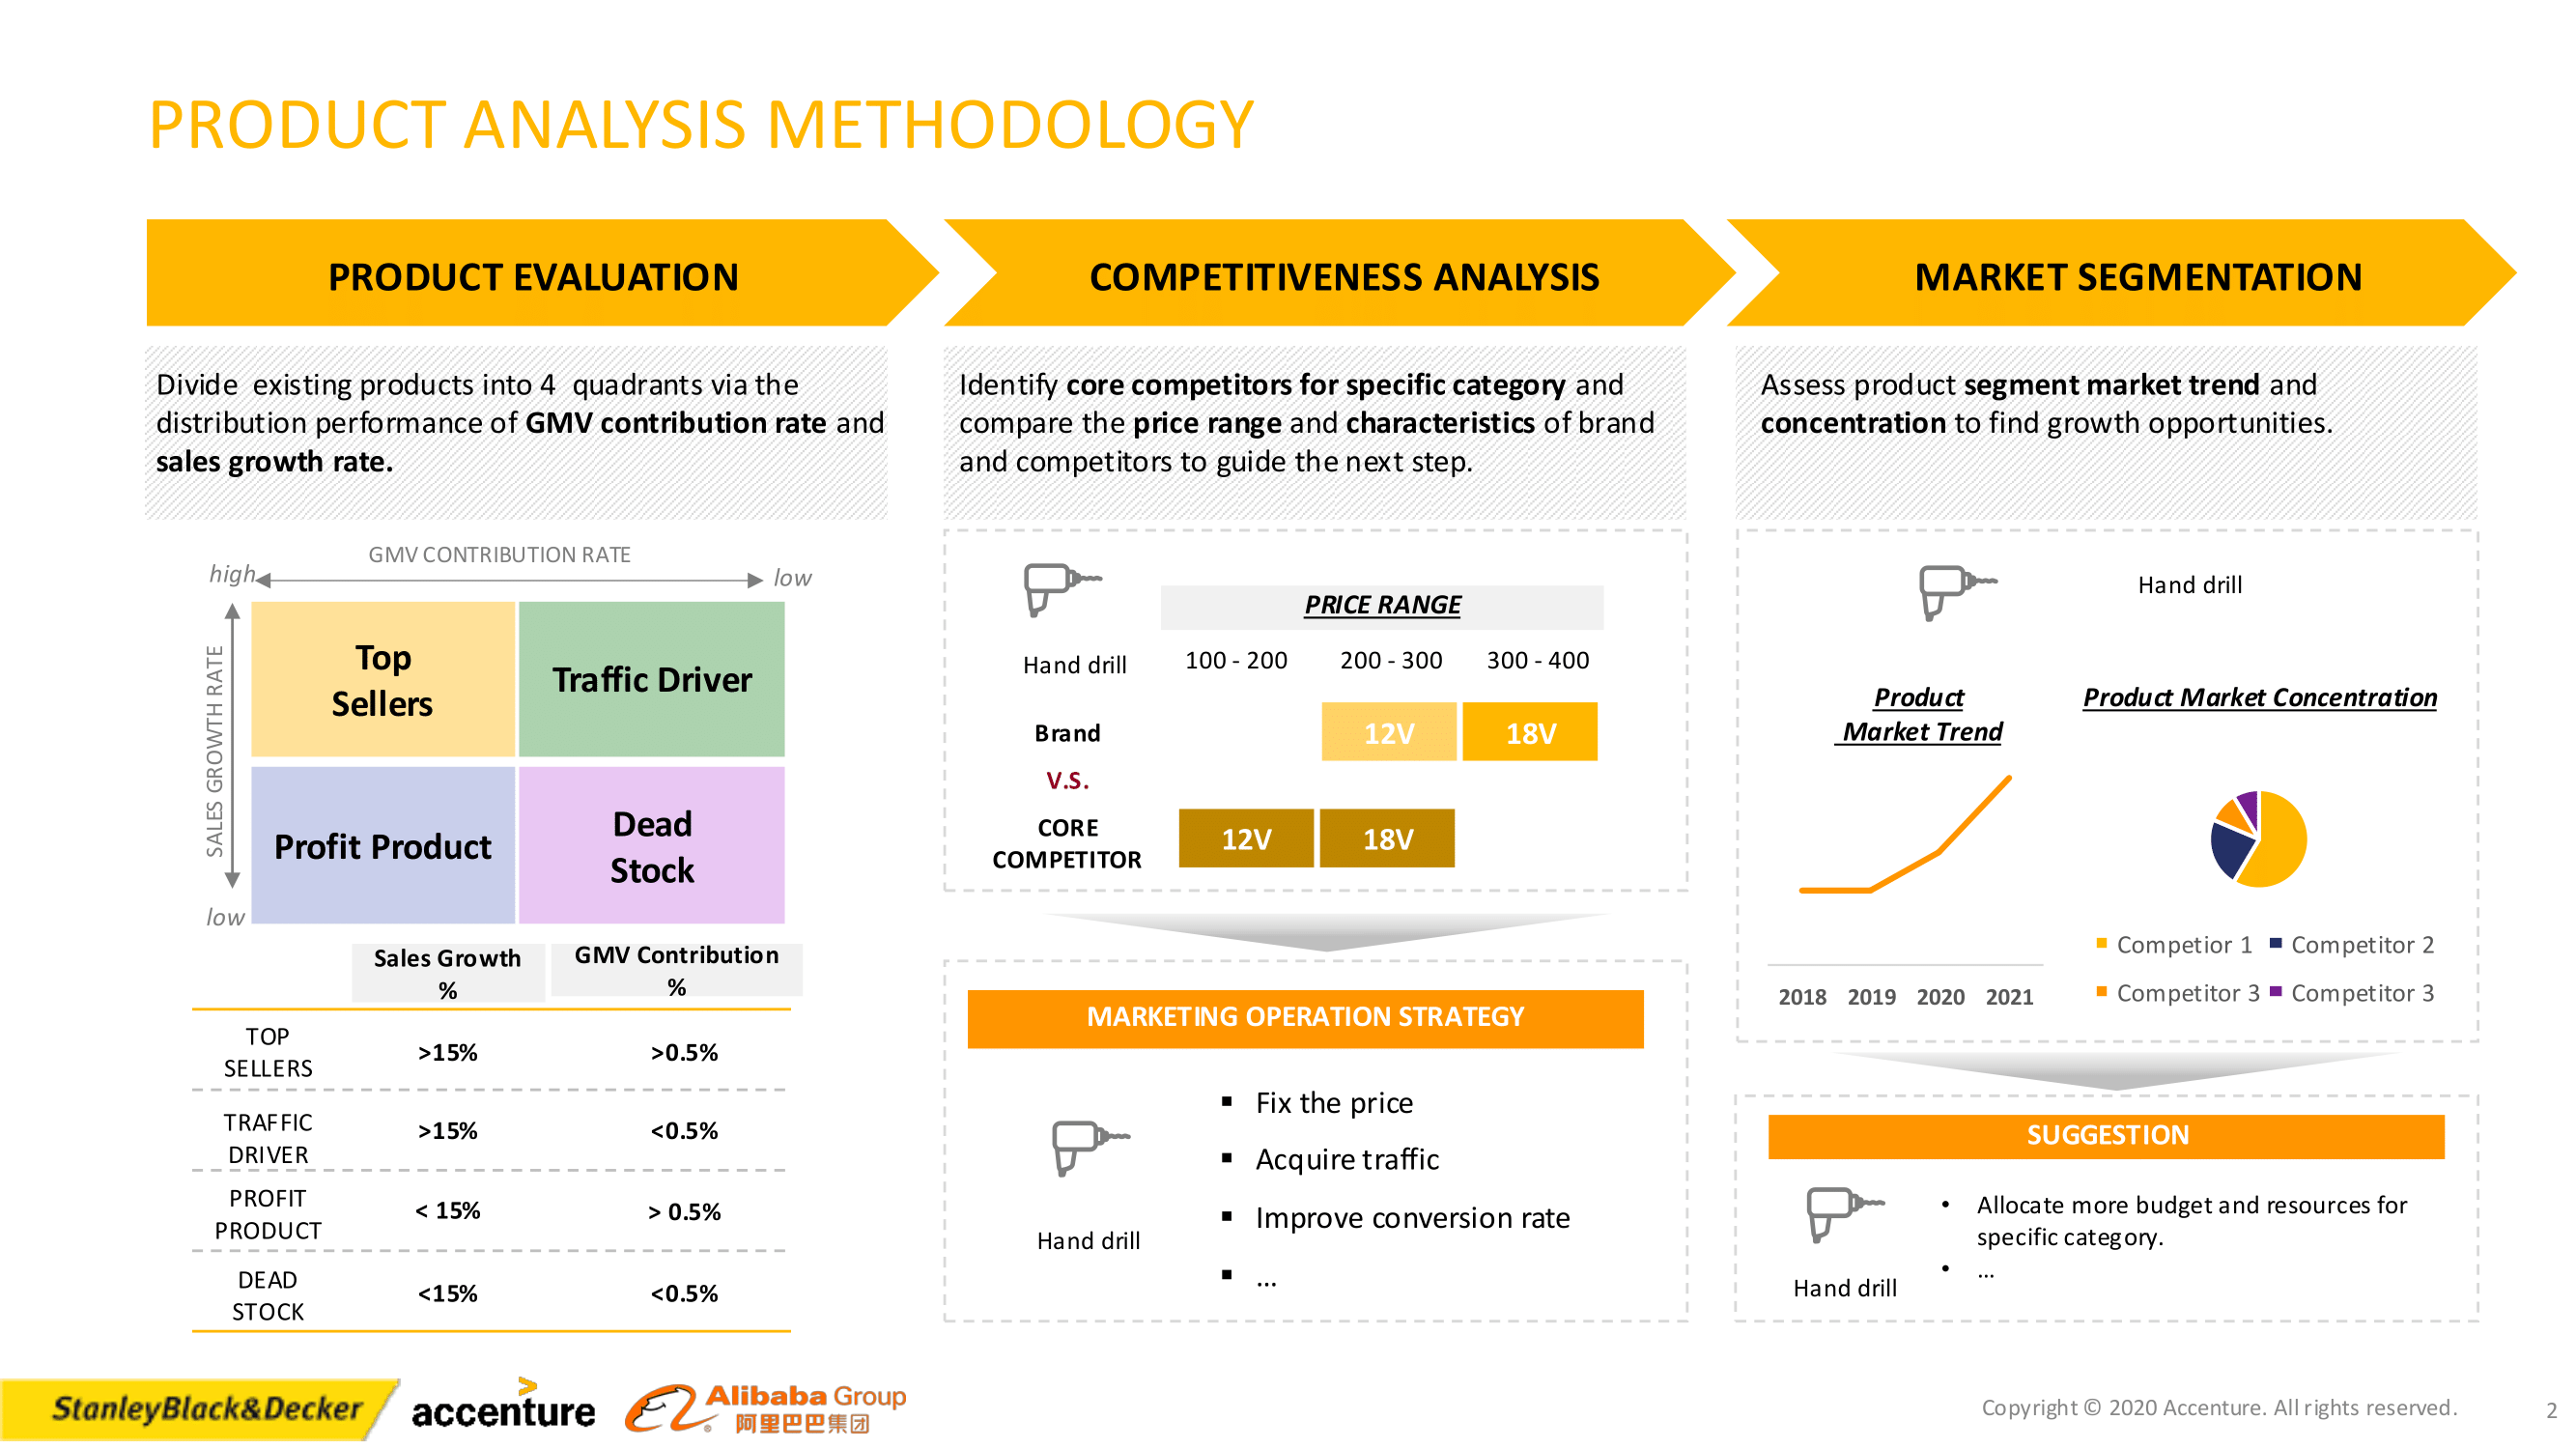 PRODUCT ANALYSIS METHODOLOGY
PRODUCT EVALUATION
Divide existing products into 4 quadrants via the
distribution performance of GMV contribution rate and
sales growth rate.
GMV CONTRIBUTION RATE
high
low
SALES GROWTH RATE
low
Top
Sellers
Traffic Driver
Profit Product
Dead
Stock
Sales Growth
%
GMV Contribution
%
TOP
SELLERS
>15%
>0.5%
TRAFFIC
DRIVER
>15%
<0.5%
PROFIT
PRODUCT
< 15%
> 0.5%
DEAD
STOCK
<15%
<0.5%
COMPETITIVENESS ANALYSIS
Identify core competitors for specific category and
compare the price range and characteristics of brand
and competitors to guide the next step.
Hand drill
PRICE RANGE
100 - 200
200 - 300
300 - 400
Brand
12V
18V
V.S.
CORE
COMPETITOR
12V
18V
MARKETING OPERATION STRATEGY
Hand drill
▪ Fix the price
▪ Acquire traffic
▪ Improve conversion rate
▪ ...
MARKET SEGMENTATION
Assess product segment market trend and
concentration to find growth opportunities.
Hand drill
Product
Market Trend
2018 2019 2020 2021
Product Market Concentration
Competior 1
Competitor 2
Competitor 3
Competitor 3
SUGGESTION
Hand drill
• Allocate more budget and resources for
specific category.
• ...
StanleyBlack&Decker
accenture
Alibaba Group
阿里巴巴集团
Copyright © 2020 Accenture. All rights reserved.
2